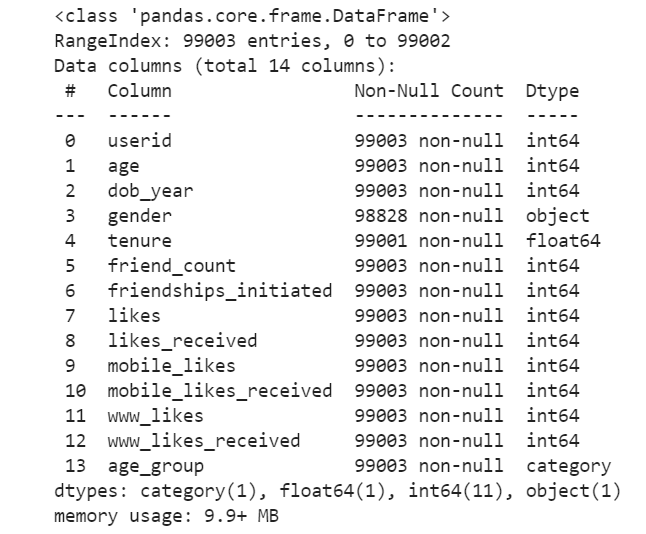 <class 'pandas.core.frame.DataFrame'>
RangeIndex: 99003 entries, 0 to 99002
Data columns (total 14 columns):
 #   Column                 Non-Null Count  Dtype
---  ------                 --------------  -----
 0   userid                 99003 non-null  int64
 1   age                    99003 non-null  int64
 2   dob_year               99003 non-null  int64
 3   gender                 98828 non-null  object
 4   tenure                 99001 non-null  float64
 5   friend_count           99003 non-null  int64
 6   friendships_initiated  99003 non-null  int64
 7   likes                  99003 non-null  int64
 8   likes_received         99003 non-null  int64
 9   mobile_likes           99003 non-null  int64
 10  mobile_likes_received  99003 non-null  int64
 11  www_likes              99003 non-null  int64
 12  www_likes_received     99003 non-null  int64
 13  age_group              99003 non-null  category
dtypes: category(1), float64(1), int64(11), object(1)
memory usage: 9.9+ MB